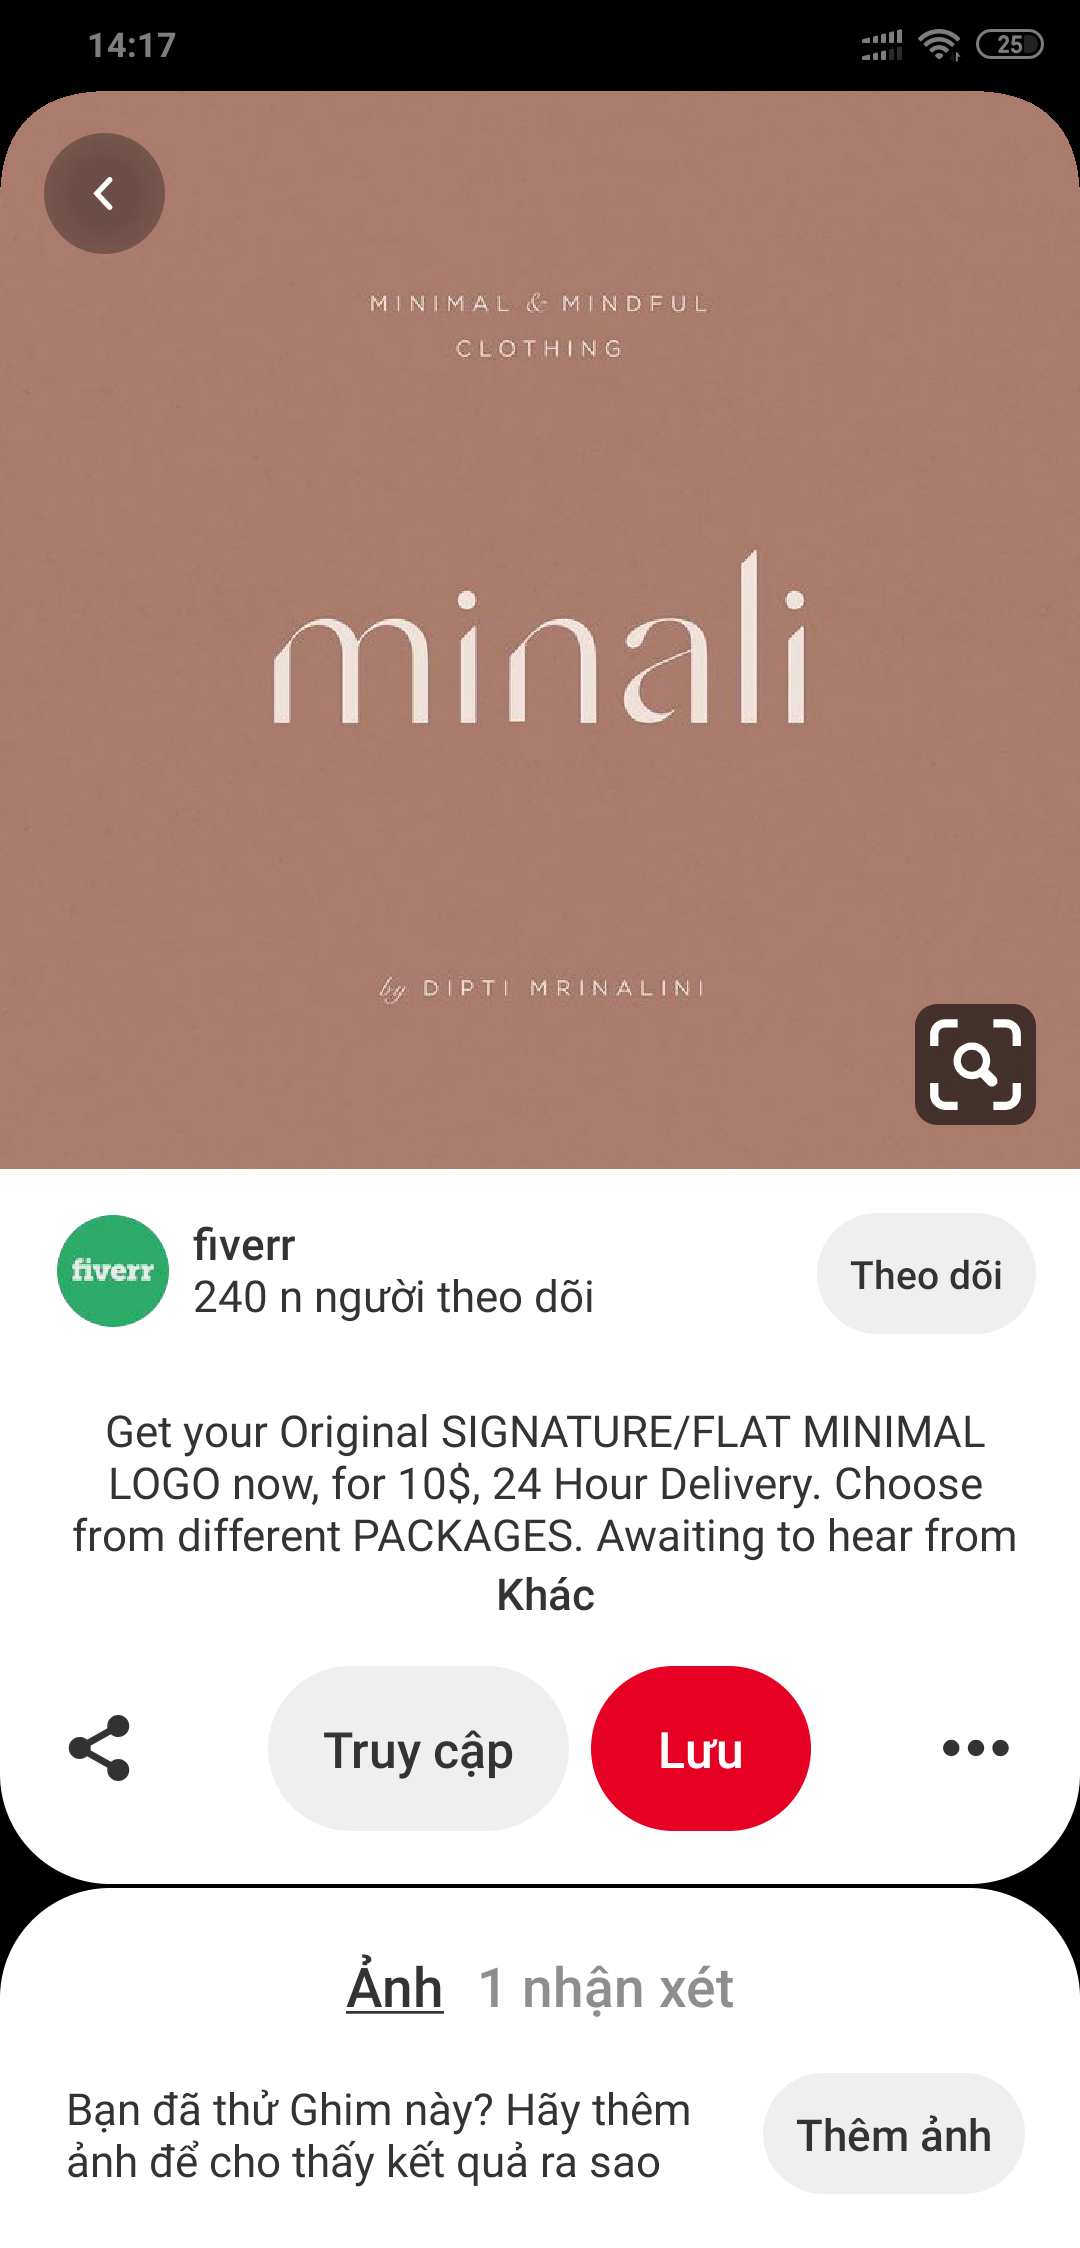 14:17
25
MINIMAL & MINDFUL
CLOTHING
minali
by DIPTI MRINALINI
fiverr
fiverr
240 n người theo dõi
Theo dõi
Get your Original SIGNATURE/FLAT MINIMAL
LOGO now, for 10$, 24 Hour Delivery. Choose
from different PACKAGES. Awaiting to hear from
Khác
Truy cập
Lưu
Ảnh
1 nhận xét
Bạn đã thử Ghim này? Hãy thêm
ảnh để cho thấy kết quả ra sao
Thêm ảnh